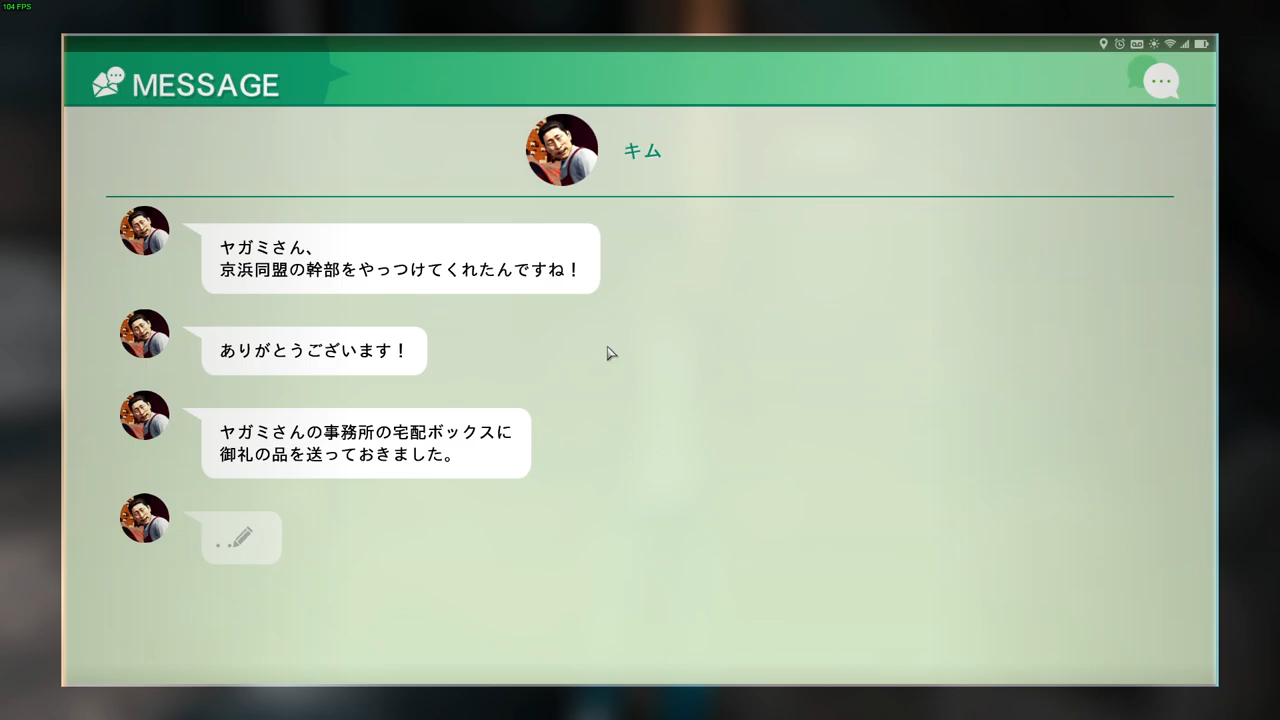 104 FPS
MESSAGE
キム
ヤガミさん、
京浜同盟の幹部をやっつけてくれたんですね！
ありがとうございます！
ヤガミさんの事務所の宅配ボックスに
御礼の品を送っておきました。